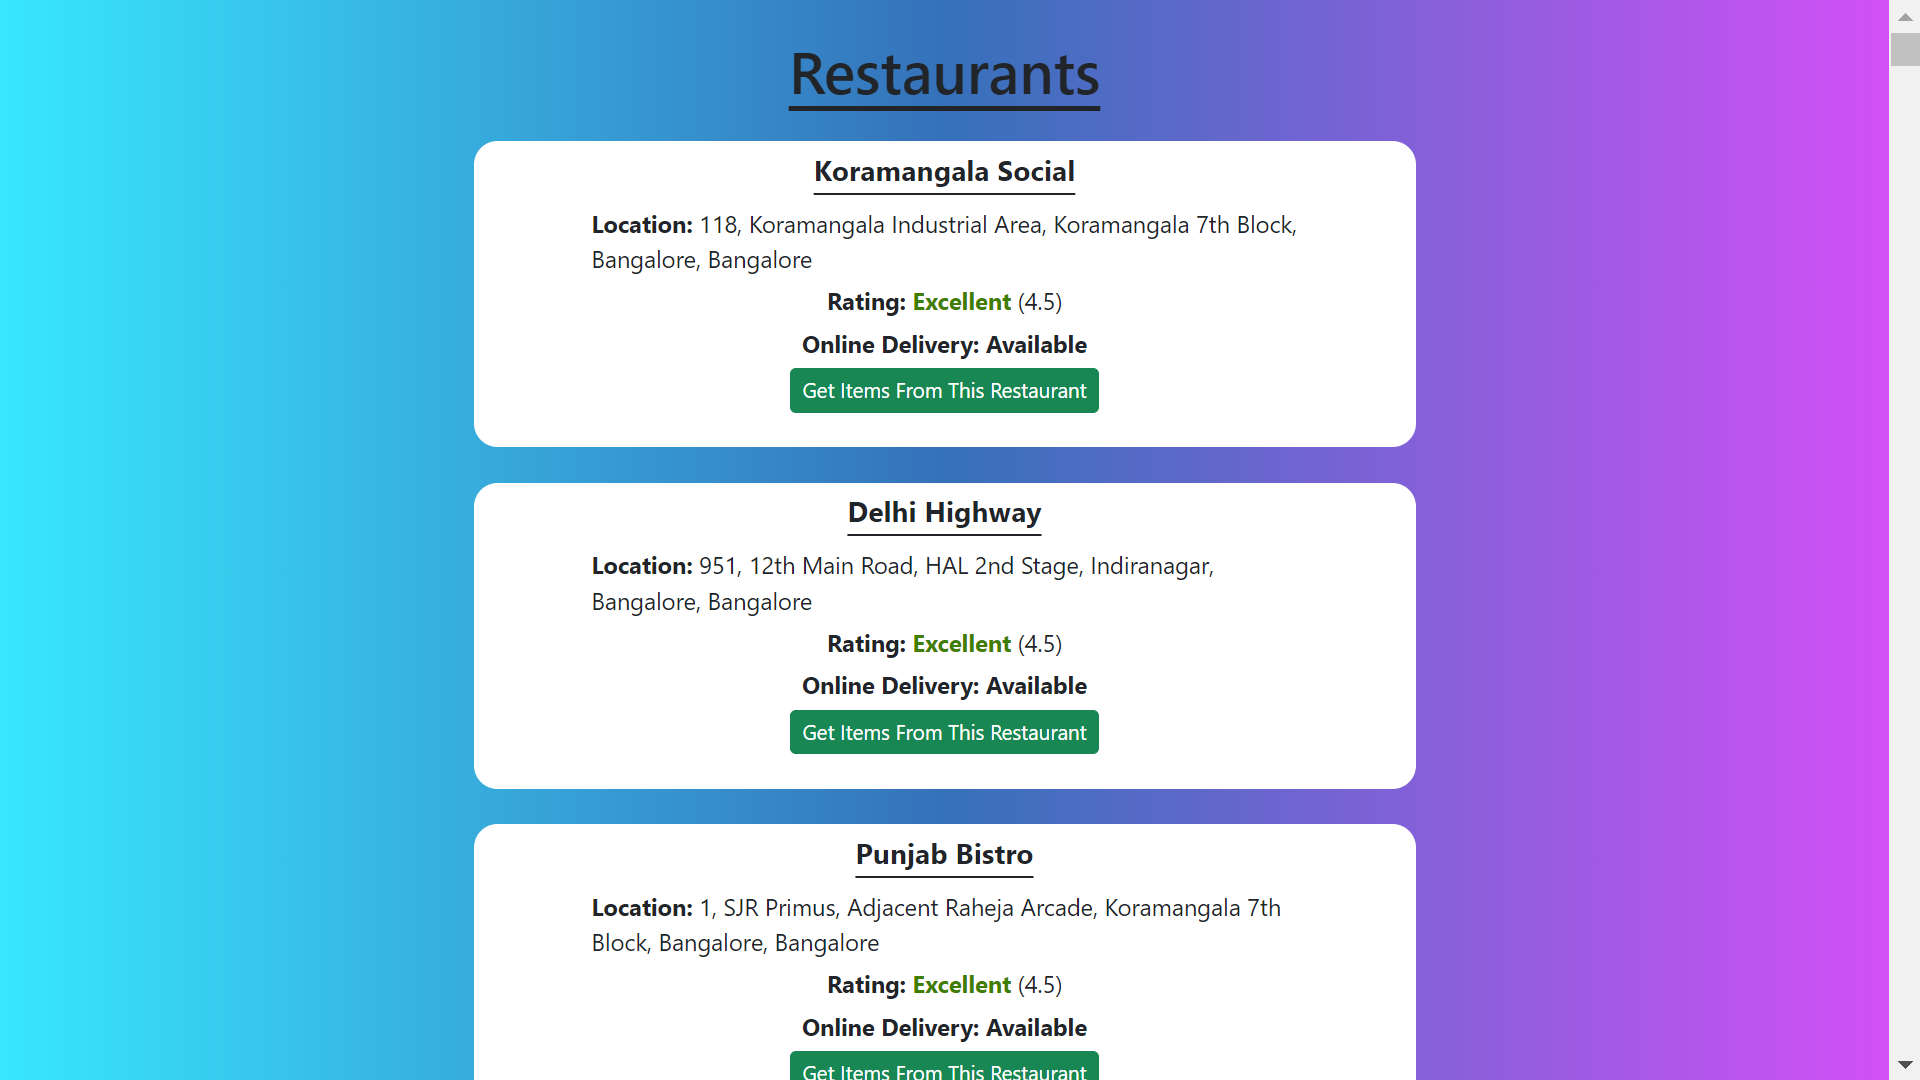 Restaurants
Koramangala Social
Location: 118, Koramangala Industrial Area, Koramangala 7th Block,
Bangalore, Bangalore
Rating: Excellent (4.5)
Online Delivery: Available
Get Items From This Restaurant
Delhi Highway
Location: 951, 12th Main Road, HAL 2nd Stage, Indiranagar,
Bangalore, Bangalore
Rating: Excellent (4.5)
Online Delivery: Available
Get Items From This Restaurant
Punjab Bistro
Location: 1, SJR Primus, Adjacent Raheja Arcade, Koramangala 7th
Block, Bangalore, Bangalore
Rating: Excellent (4.5)
Online Delivery: Available
Get Items From This Restaurant